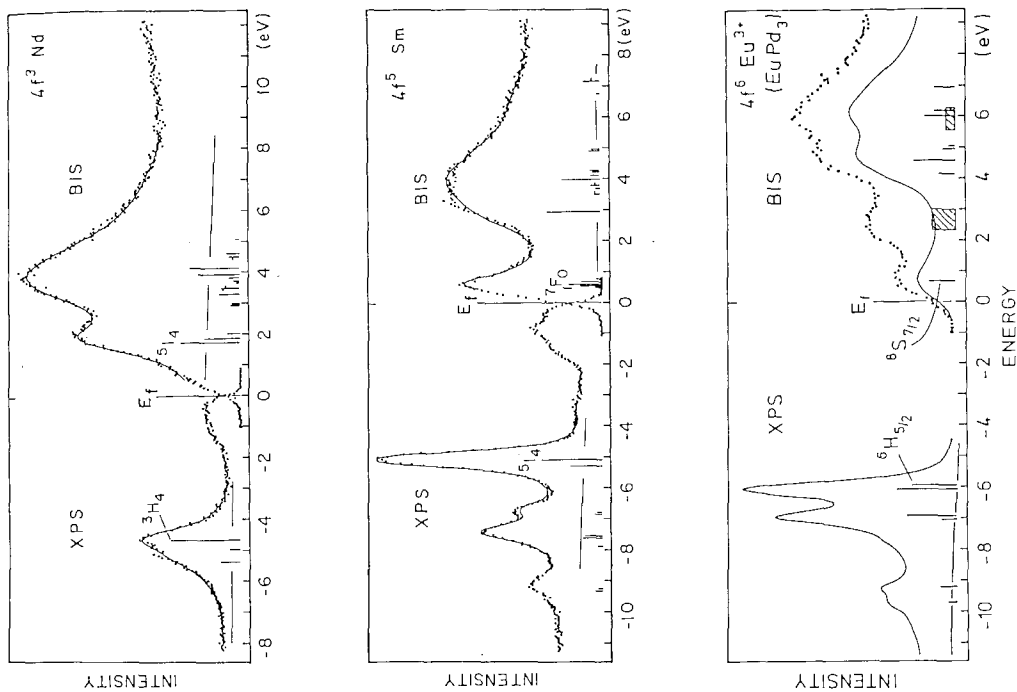 4f³ Nd
BIS
XPS
E_f
⁵I₄
³H₄
INTENSITY
-8 -6 -4 -2 0 2 4 6 8 10 (eV)
4f⁵ Sm
BIS
XPS
E_f
⁷F₀
⁵I₄
INTENSITY
-10 -8 -6 -4 -2 0 2 4 6 8 (eV)
4f⁶ Eu³⁺
(EuPd₃)
BIS
XPS
E_f
⁸S₇/₂
⁶H₅/₂
INTENSITY
-10 -8 -6 -4 -2 0 2 4 6 (eV)
ENERGY